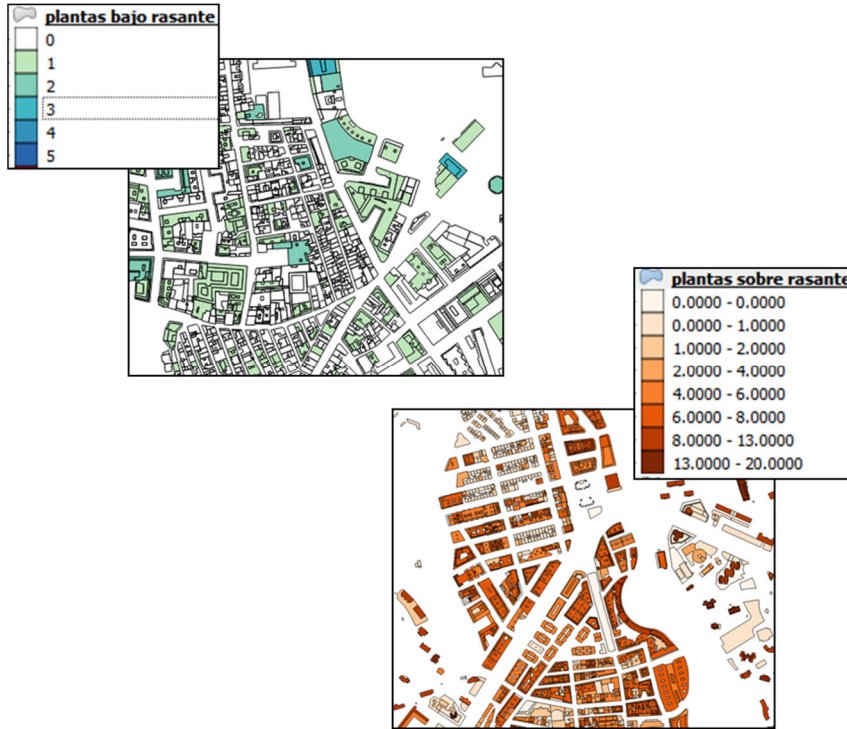 plantas bajo rasante
0
1
2
3
4
5
plantas sobre rasante
0.0000 - 0.0000
0.0000 - 1.0000
1.0000 - 2.0000
2.0000 - 4.0000
4.0000 - 6.0000
6.0000 - 8.0000
8.0000 - 13.0000
13.0000 - 20.0000